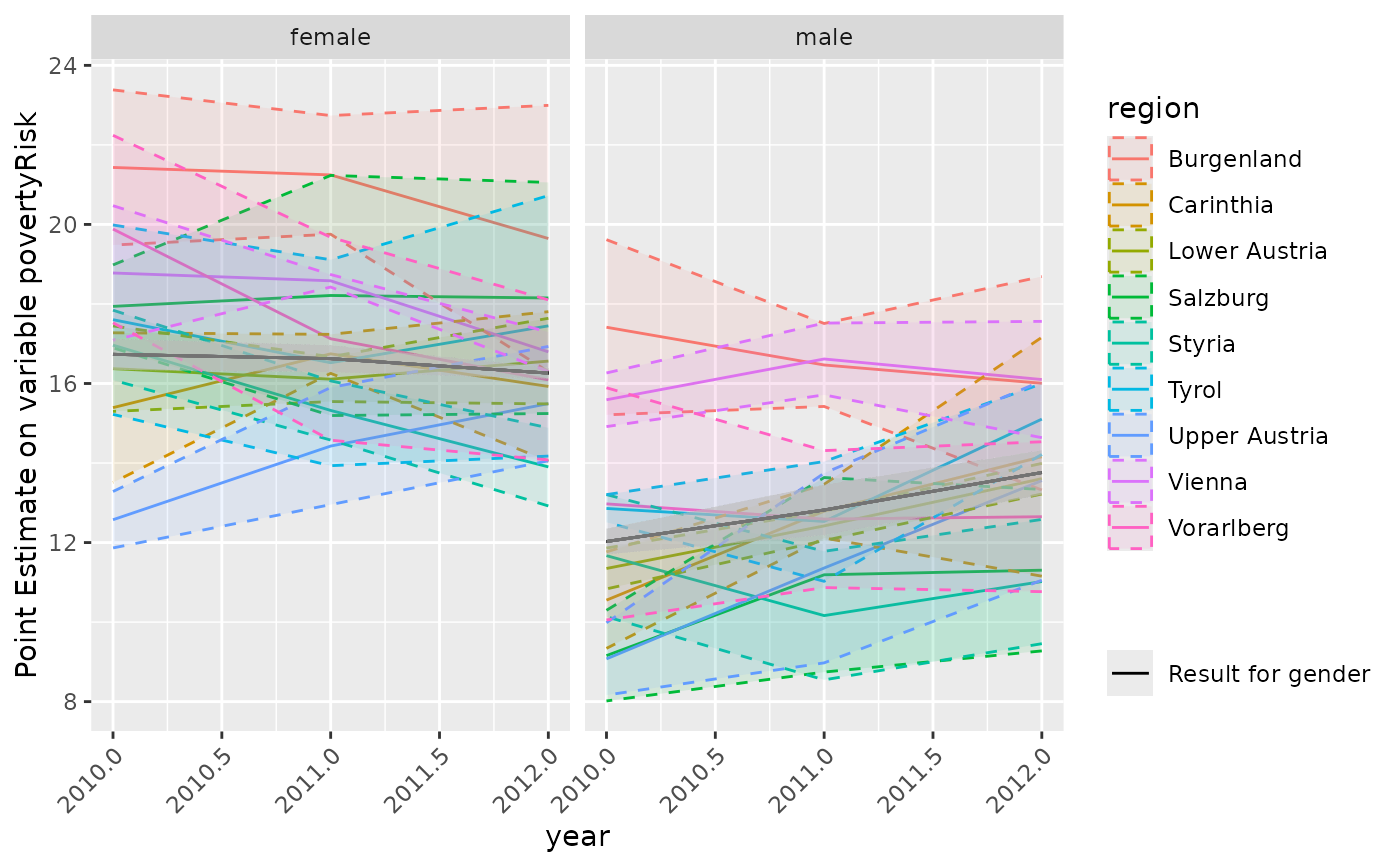 female
male
Point Estimate on variable povertyRisk
24
20
16
12
8
2010.0
2010.5
2011.0
2011.5
2012.0
2010.0
2010.5
2011.0
2011.5
2012.0
year
region
Burgenland
Carinthia
Lower Austria
Salzburg
Styria
Tyrol
Upper Austria
Vienna
Vorarlberg
Result for gender